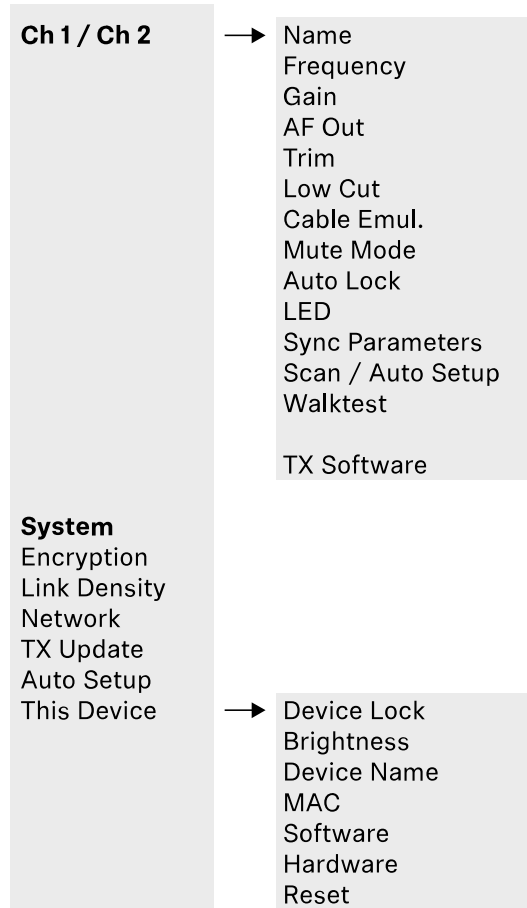 Ch 1 / Ch 2
Name
Frequency
Gain
AF Out
Trim
Low Cut
Cable Emul.
Mute Mode
Auto Lock
LED
Sync Parameters
Scan / Auto Setup
Walktest
TX Software
System
Encryption
Link Density
Network
TX Update
Auto Setup
This Device
Device Lock
Brightness
Device Name
MAC
Software
Hardware
Reset